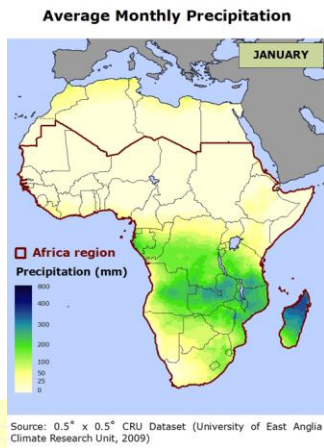 Average Monthly Precipitation
JANUARY
Africa region
Precipitation (mm)
800
400
300
200
100
50
25
0
Source: 0.5° x 0.5° CRU Dataset (University of East Anglia
Climate Research Unit, 2009)